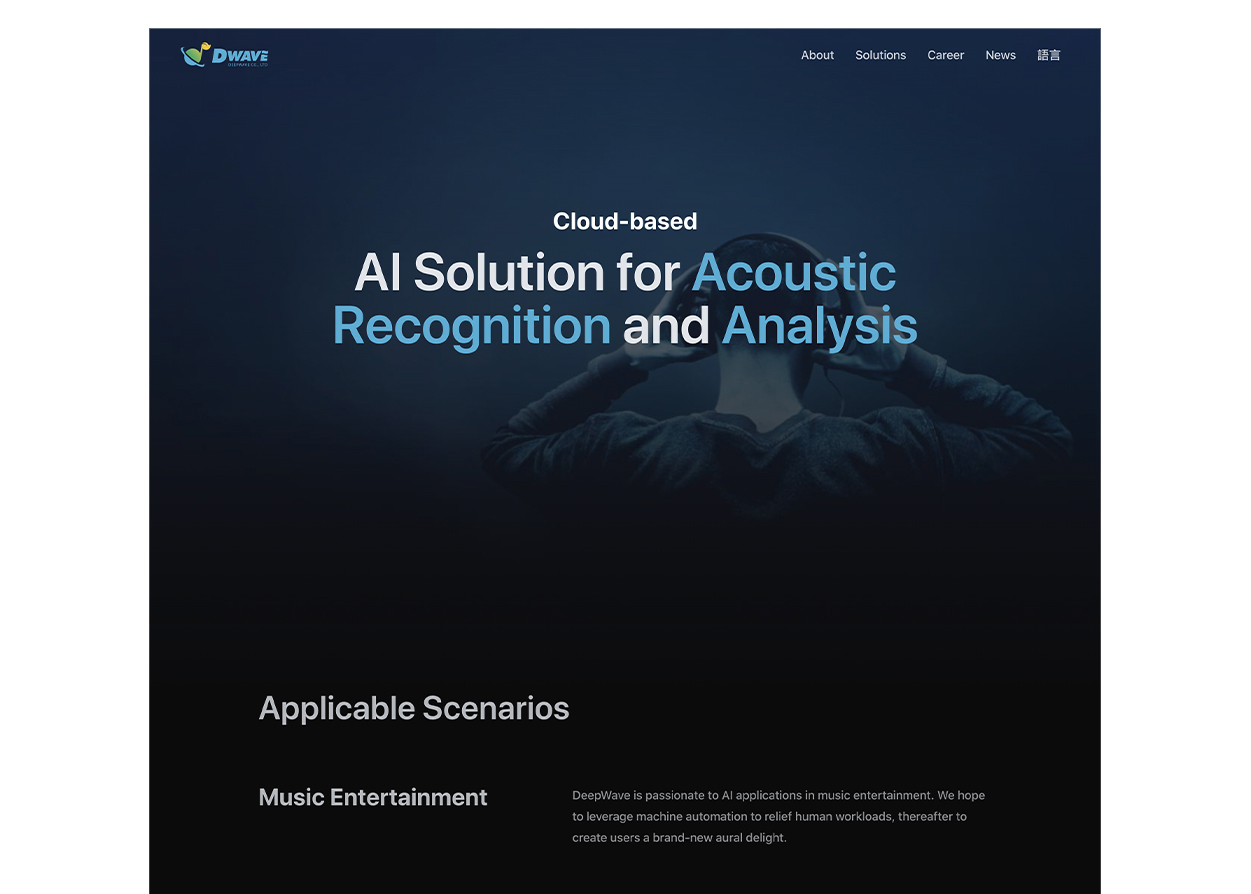 DWAVE
DEEPWAVE CO., LTD.
About Solutions Career News 語言
Cloud-based
AI Solution for Acoustic
Recognition and Analysis
Applicable Scenarios
Music Entertainment
DeepWave is passionate to AI applications in music entertainment. We hope
to leverage machine automation to relief human workloads, thereafter to
create users a brand-new aural delight.